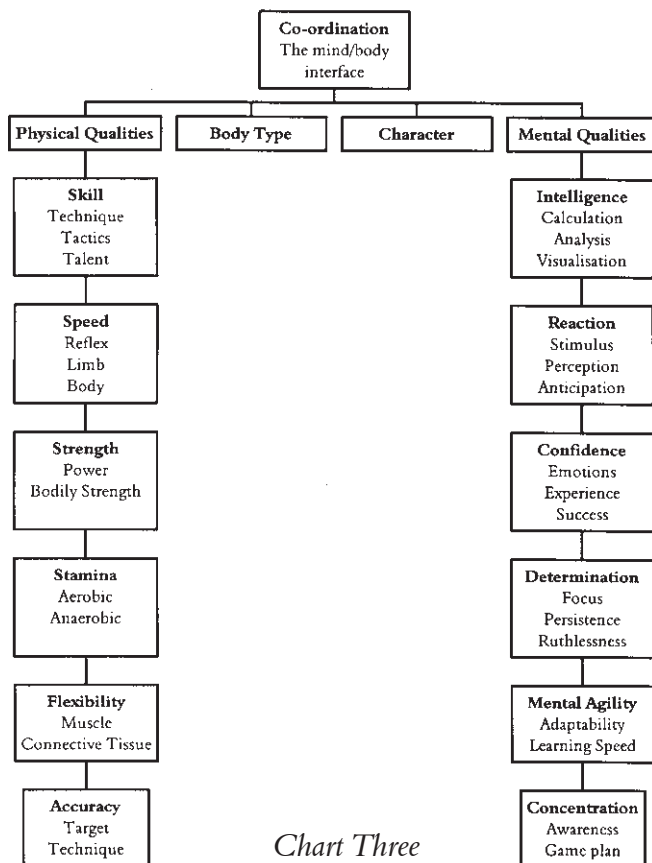 Co-ordination
The mind/body
interface
Physical Qualities
Body Type
Character
Mental Qualities
Skill
Technique
Tactics
Talent
Speed
Reflex
Limb
Body
Strength
Power
Bodily Strength
Stamina
Aerobic
Anaerobic
Flexibility
Muscle
Connective Tissue
Accuracy
Target
Technique
Intelligence
Calculation
Analysis
Visualisation
Reaction
Stimulus
Perception
Anticipation
Confidence
Emotions
Experience
Success
Determination
Focus
Persistence
Ruthlessness
Mental Agility
Adaptability
Learning Speed
Concentration
Awareness
Game plan
Chart Three